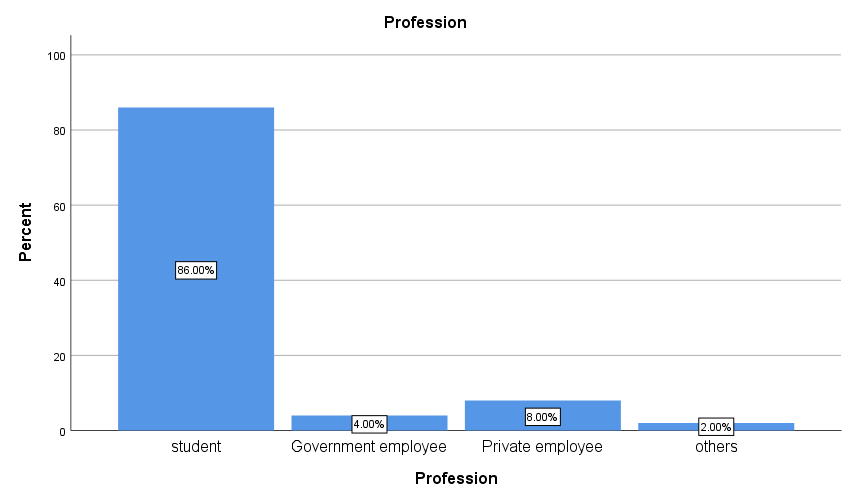 Profession
100
80
60
40
20
0
Percent
86.00%
4.00%
8.00%
2.00%
student
Government employee
Private employee
others
Profession